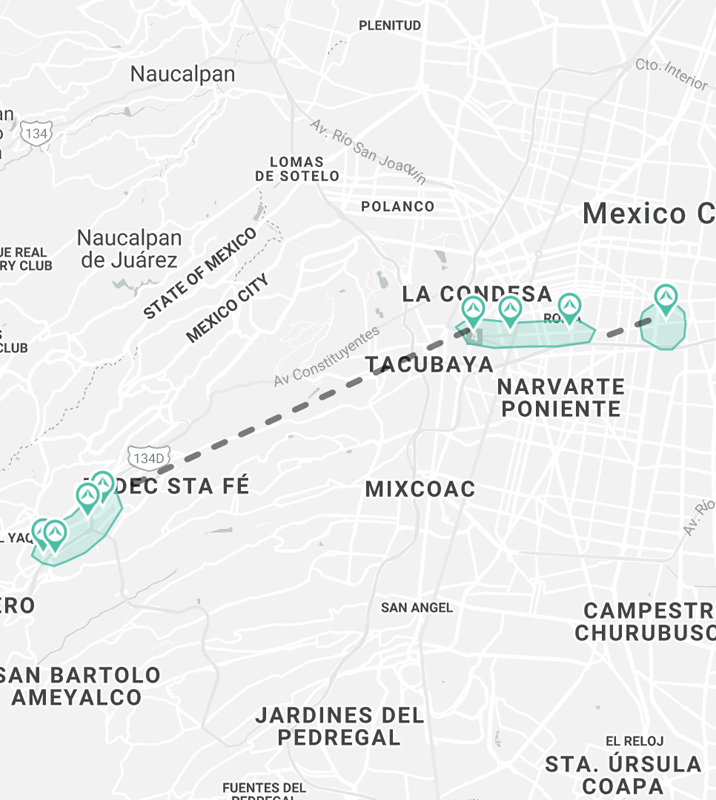 PLENITUD
Cto. Interior
Naucalpan
134
Av. Río San Joaquín
LOMAS
DE SOTELO
POLANCO
Mexico C
Naucalpan
de Juárez
UE REAL
RY CLUB
STATE OF MEXICO
MEXICO CITY
LA CONDESA
CLUB
Av Constituyentes
TACUBAYA
NARVARTE
PONIENTE
134D
DEC STA FÉ
MIXCOAC
Av. Río
L YAQ
ERO
SAN ANGEL
CAMPESTR
CHURUBUSC
SAN BARTOLO
AMEYALCO
JARDINES DEL
PEDREGAL
EL RELOJ
STA. ÚRSULA
COAPA
FUENTES DEL
PEDREGAL